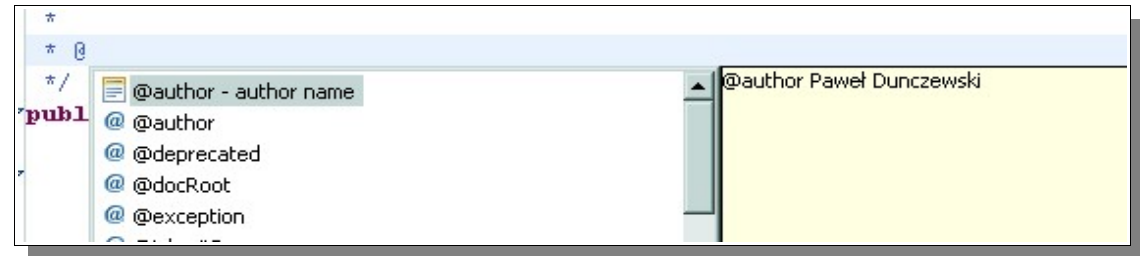 *
* @
*/
publ
@author - author name
@author
@deprecated
@docRoot
@exception
@author Paweł Dunczewski